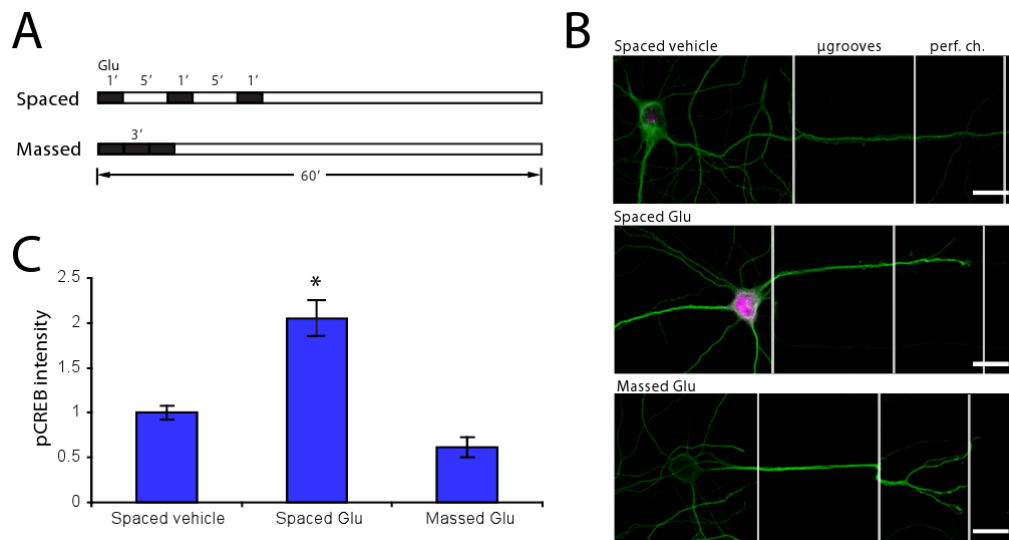 A
Glu
1’ 5’ 1’ 5’ 1’
Spaced
3’
Massed
60’
B
Spaced vehicle µgrooves perf. ch.
Spaced Glu
Massed Glu
C
2.5
2
1.5
1
0.5
0
pCREB intensity
*
Spaced vehicle Spaced Glu Massed Glu